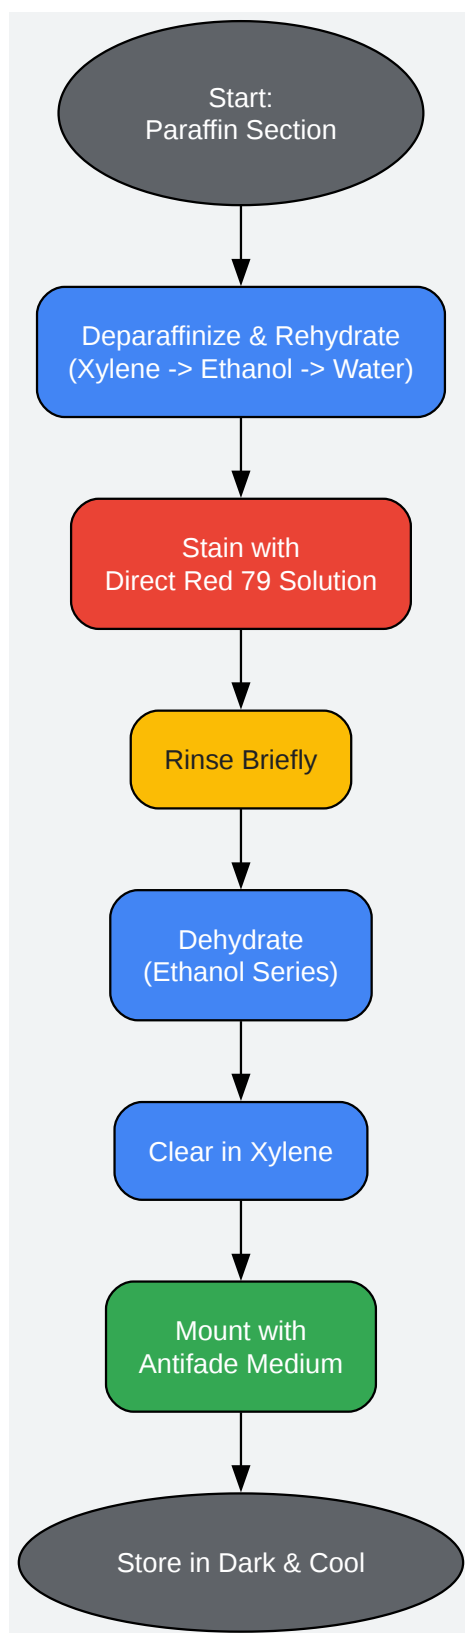 Start:
Paraffin Section
Deparaffinize & Rehydrate
(Xylene -> Ethanol -> Water)
Stain with
Direct Red 79 Solution
Rinse Briefly
Dehydrate
(Ethanol Series)
Clear in Xylene
Mount with
Antifade Medium
Store in Dark & Cool